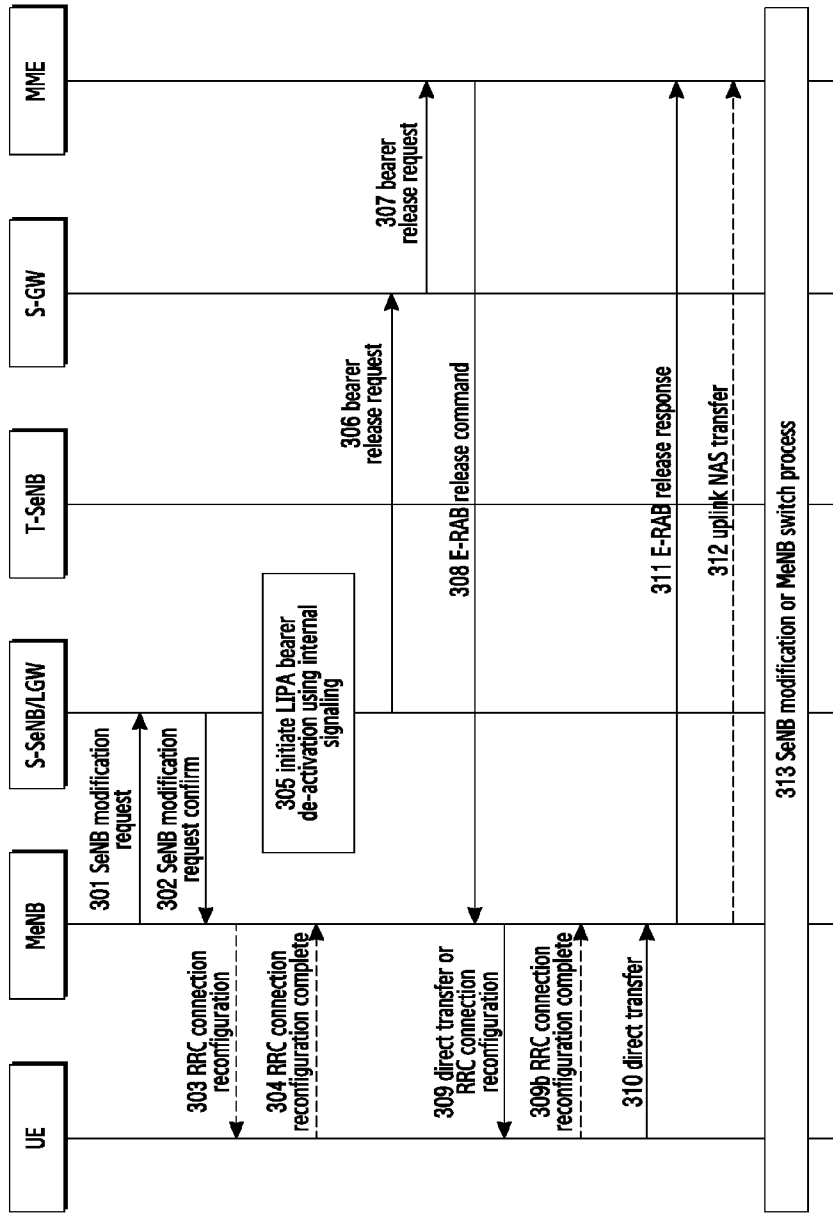 UE
MeNB
S-SeNB/LGW
T-SeNB
S-GW
MME
301 SeNB modification
request
302 SeNB modification
request confirm
303 RRC connection
reconfiguration
304 RRC connection
reconfiguration complete
305 initiate LIPA bearer
de-activation using internal
signaling
306 bearer
release request
307 bearer
release request
308 E-RAB release command
309 direct transfer or
RRC connection
reconfiguration
309b RRC connection
reconfiguration complete
310 direct transfer
311 E-RAB release response
312 uplink NAS transfer
313 SeNB modification or MeNB switch process